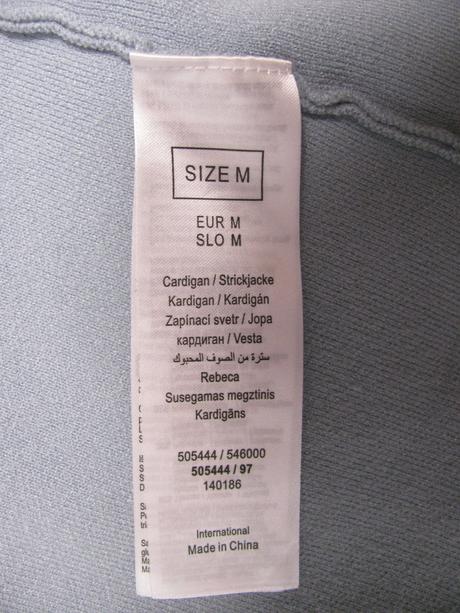 SIZE M
EUR M
SLO M
Cardigan / Strickjacke
Kardigan / Kardigán
Zapínací svetr / Jopa
кардиган / Vesta
سترة من الصوف المحبوك
Rebeca
Susegamas megztinis
Kardigāns
505444 / 546000
505444 / 97
140186
International
Made in China